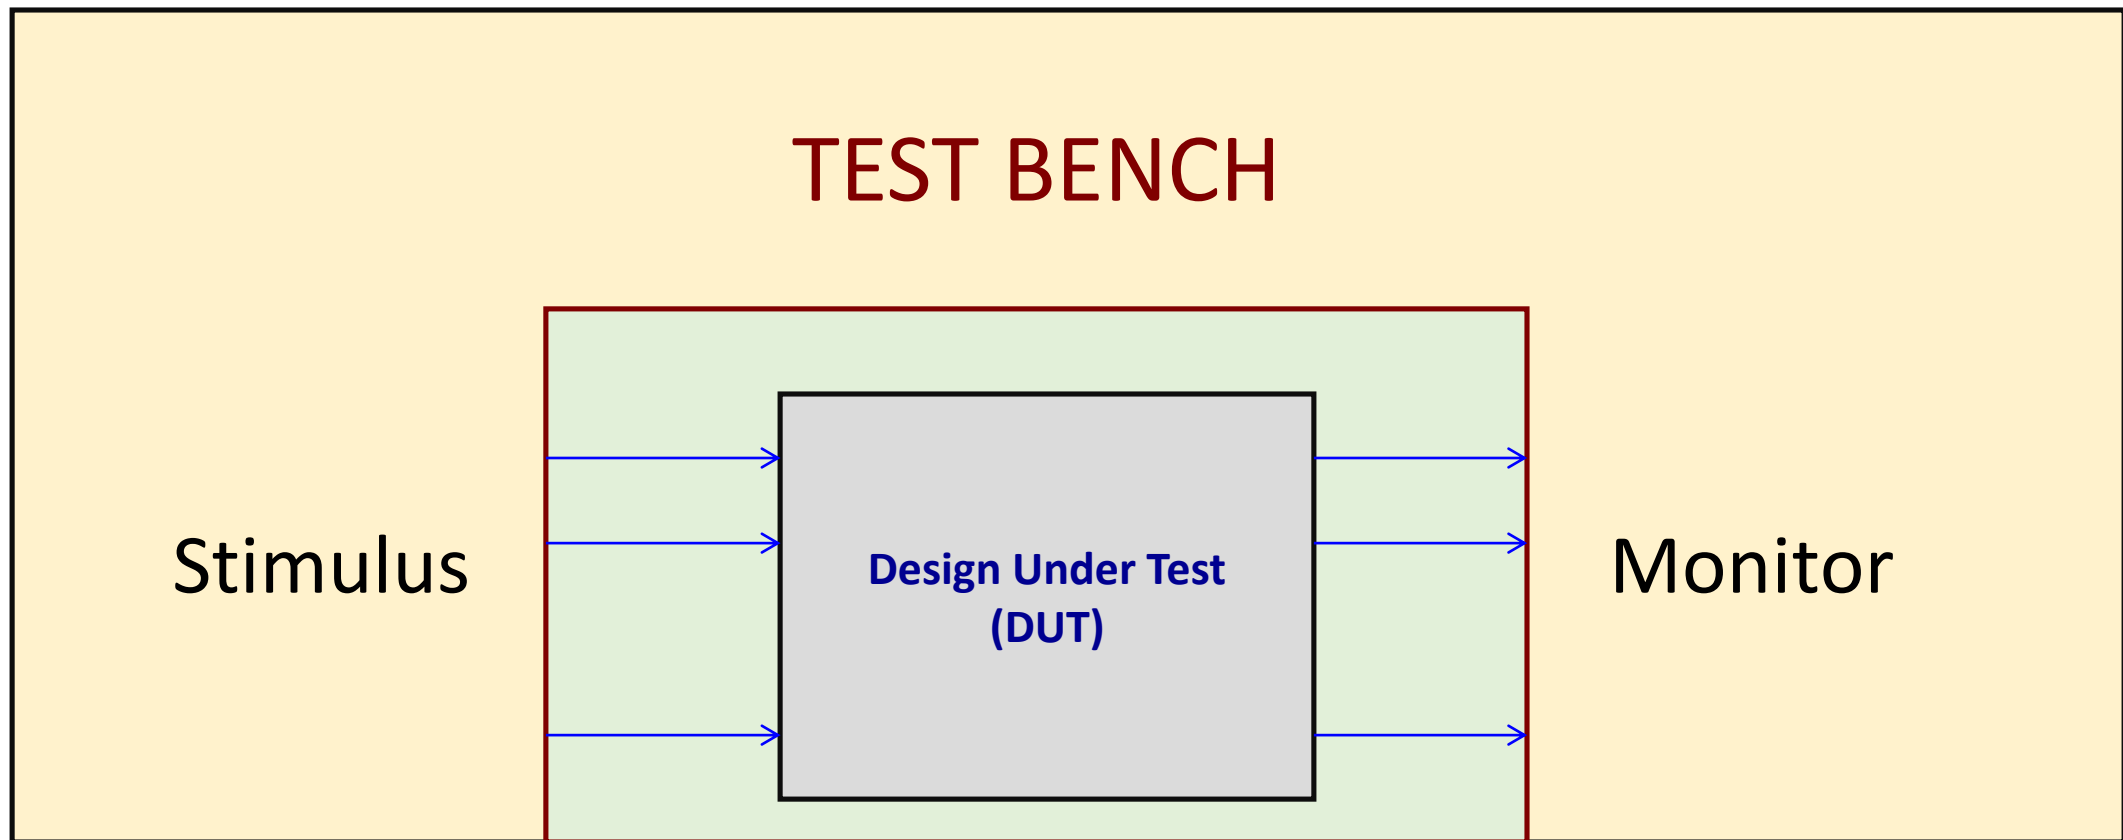 TEST BENCH
Stimulus
Design Under Test
(DUT)
Monitor